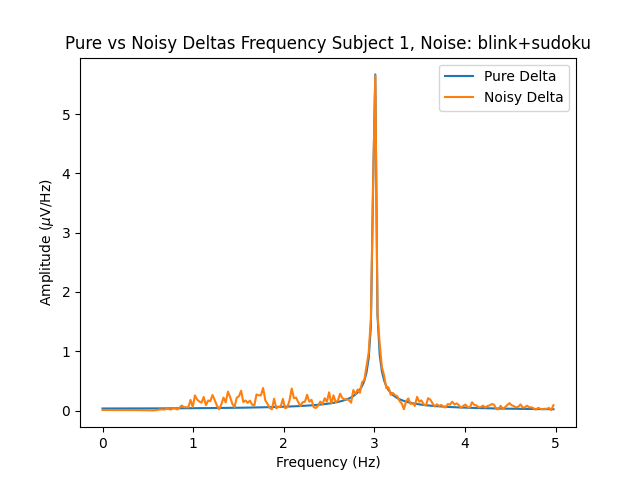 Pure vs Noisy Deltas Frequency Subject 1, Noise: blink+sudoku
Pure Delta
Noisy Delta
Amplitude (μV/Hz)
5
4
3
2
1
0
0 1 2 3 4 5
Frequency (Hz)